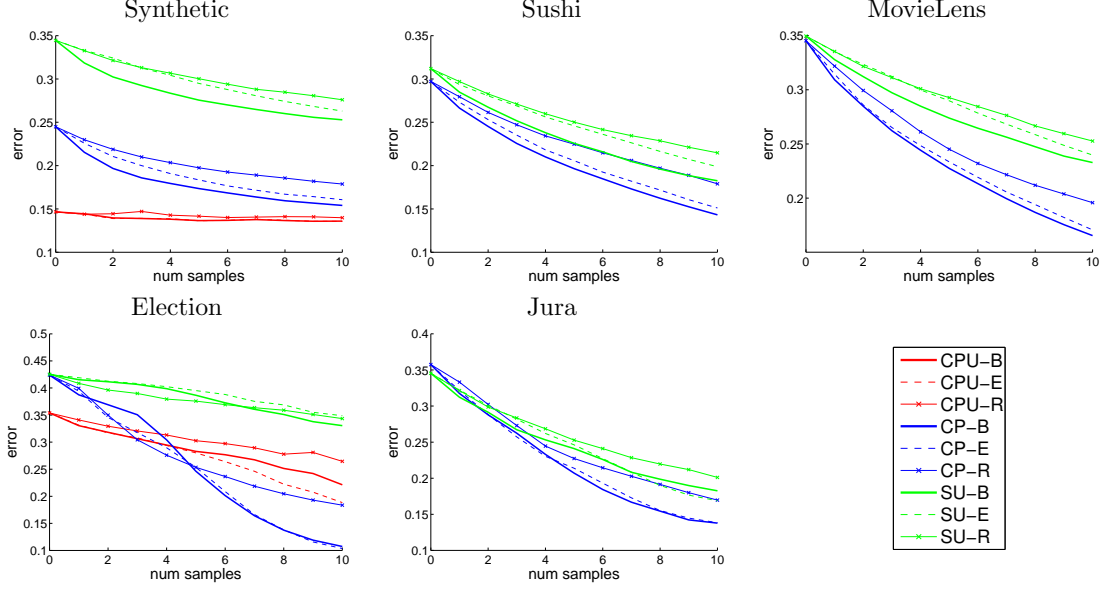 Synthetic
0.35
0.3
0.25
0.2
0.15
0.1
error
0 2 4 6 8 10
num samples
Sushi
0.35
0.3
0.25
0.2
0.15
0.1
error
0 2 4 6 8 10
num samples
MovieLens
0.35
0.3
0.25
0.2
error
0 2 4 6 8 10
num samples
Election
0.5
0.45
0.4
0.35
0.3
0.25
0.2
0.15
0.1
error
0 2 4 6 8 10
num samples
Jura
0.4
0.35
0.3
0.25
0.2
0.15
0.1
error
0 2 4 6 8 10
num samples
CPU-B
CPU-E
CPU-R
CP-B
CP-E
CP-R
SU-B
SU-E
SU-R